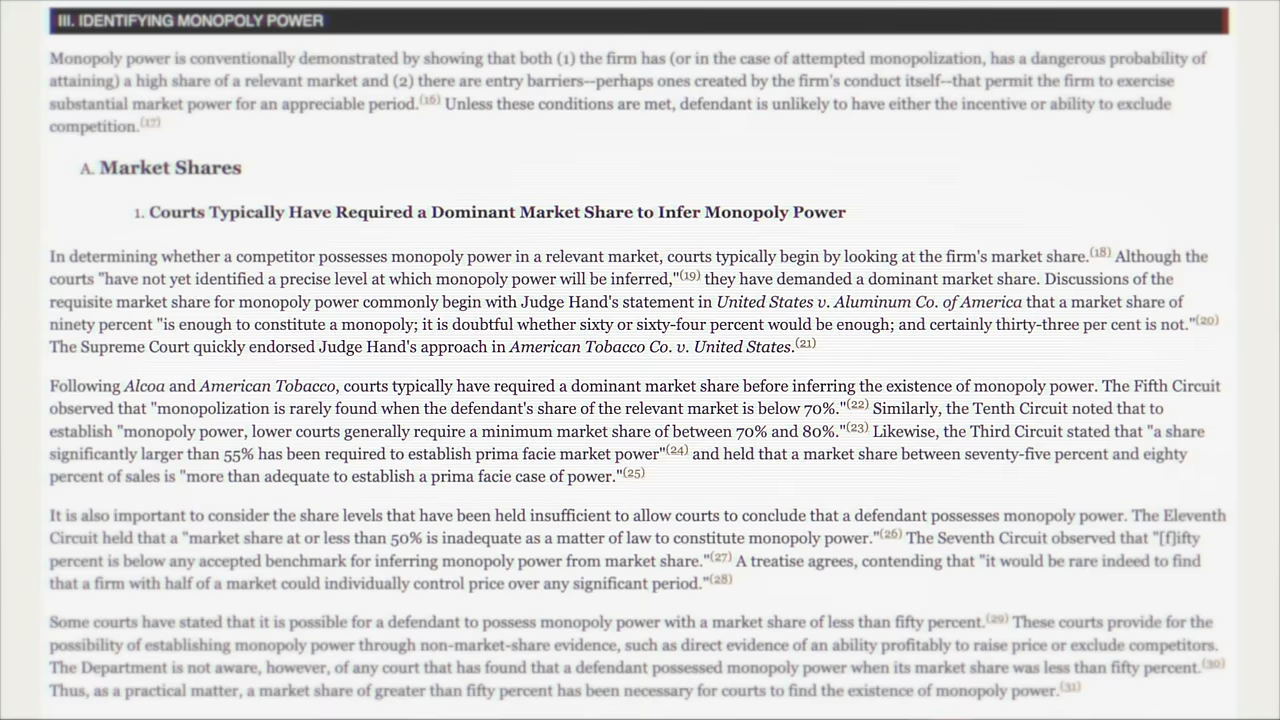 III. IDENTIFYING MONOPOLY POWER
Monopoly power is conventionally demonstrated by showing that both (1) the firm has (or in the case of attempted monopolization, has a dangerous probability of
attaining) a high share of a relevant market and (2) there are entry barriers--perhaps ones created by the firm's conduct itself--that permit the firm to exercise
substantial market power for an appreciable period.(16) Unless these conditions are met, defendant is unlikely to have either the incentive or ability to exclude
competition.(17)
A. Market Shares
1. Courts Typically Have Required a Dominant Market Share to Infer Monopoly Power
In determining whether a competitor possesses monopoly power in a relevant market, courts typically begin by looking at the firm's market share.(18) Although the
courts "have not yet identified a precise level at which monopoly power will be inferred,"(19) they have demanded a dominant market share. Discussions of the
requisite market share for monopoly power commonly begin with Judge Hand's statement in United States v. Aluminum Co. of America that a market share of
ninety percent "is enough to constitute a monopoly; it is doubtful whether sixty or sixty-four percent would be enough; and certainly thirty-three per cent is not."(20)
The Supreme Court quickly endorsed Judge Hand's approach in American Tobacco Co. v. United States.(21)
Following Alcoa and American Tobacco, courts typically have required a dominant market share before inferring the existence of monopoly power. The Fifth Circuit
observed that "monopolization is rarely found when the defendant's share of the relevant market is below 70%."(22) Similarly, the Tenth Circuit noted that to
establish "monopoly power, lower courts generally require a minimum market share of between 70% and 80%."(23) Likewise, the Third Circuit stated that "a share
significantly larger than 55% has been required to establish prima facie market power"(24) and held that a market share between seventy-five percent and eighty
percent of sales is "more than adequate to establish a prima facie case of power."(25)
It is also important to consider the share levels that have been held insufficient to allow courts to conclude that a defendant possesses monopoly power. The Eleventh
Circuit held that a "market share at or less than 50% is inadequate as a matter of law to constitute monopoly power."(26) The Seventh Circuit observed that "[f]ifty
percent is below any accepted benchmark for inferring monopoly power from market share."(27) A treatise agrees, contending that "it would be rare indeed to find
that a firm with half of a market could individually control price over any significant period."(28)
Some courts have stated that it is possible for a defendant to possess monopoly power with a market share of less than fifty percent.(29) These courts provide for the
possibility of establishing monopoly power through non-market-share evidence, such as direct evidence of an ability profitably to raise price or exclude competitors.
The Department is not aware, however, of any court that has found that a defendant possessed monopoly power when its market share was less than fifty percent.(30)
Thus, as a practical matter, a market share of greater than fifty percent has been necessary for courts to find the existence of monopoly power.(31)